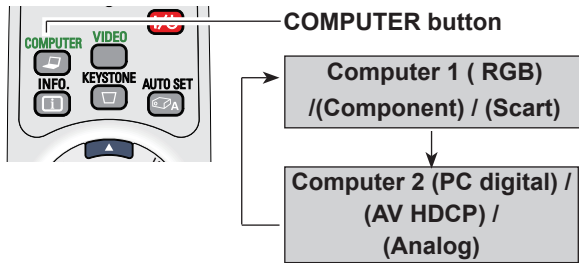 I/⏻
COMPUTER button
COMPUTER VIDEO
INFO. KEYSTONE AUTO SET
A
Computer 1 ( RGB)
/(Component) / (Scart)
Computer 2 (PC digital) /
(AV HDCP) /
(Analog)